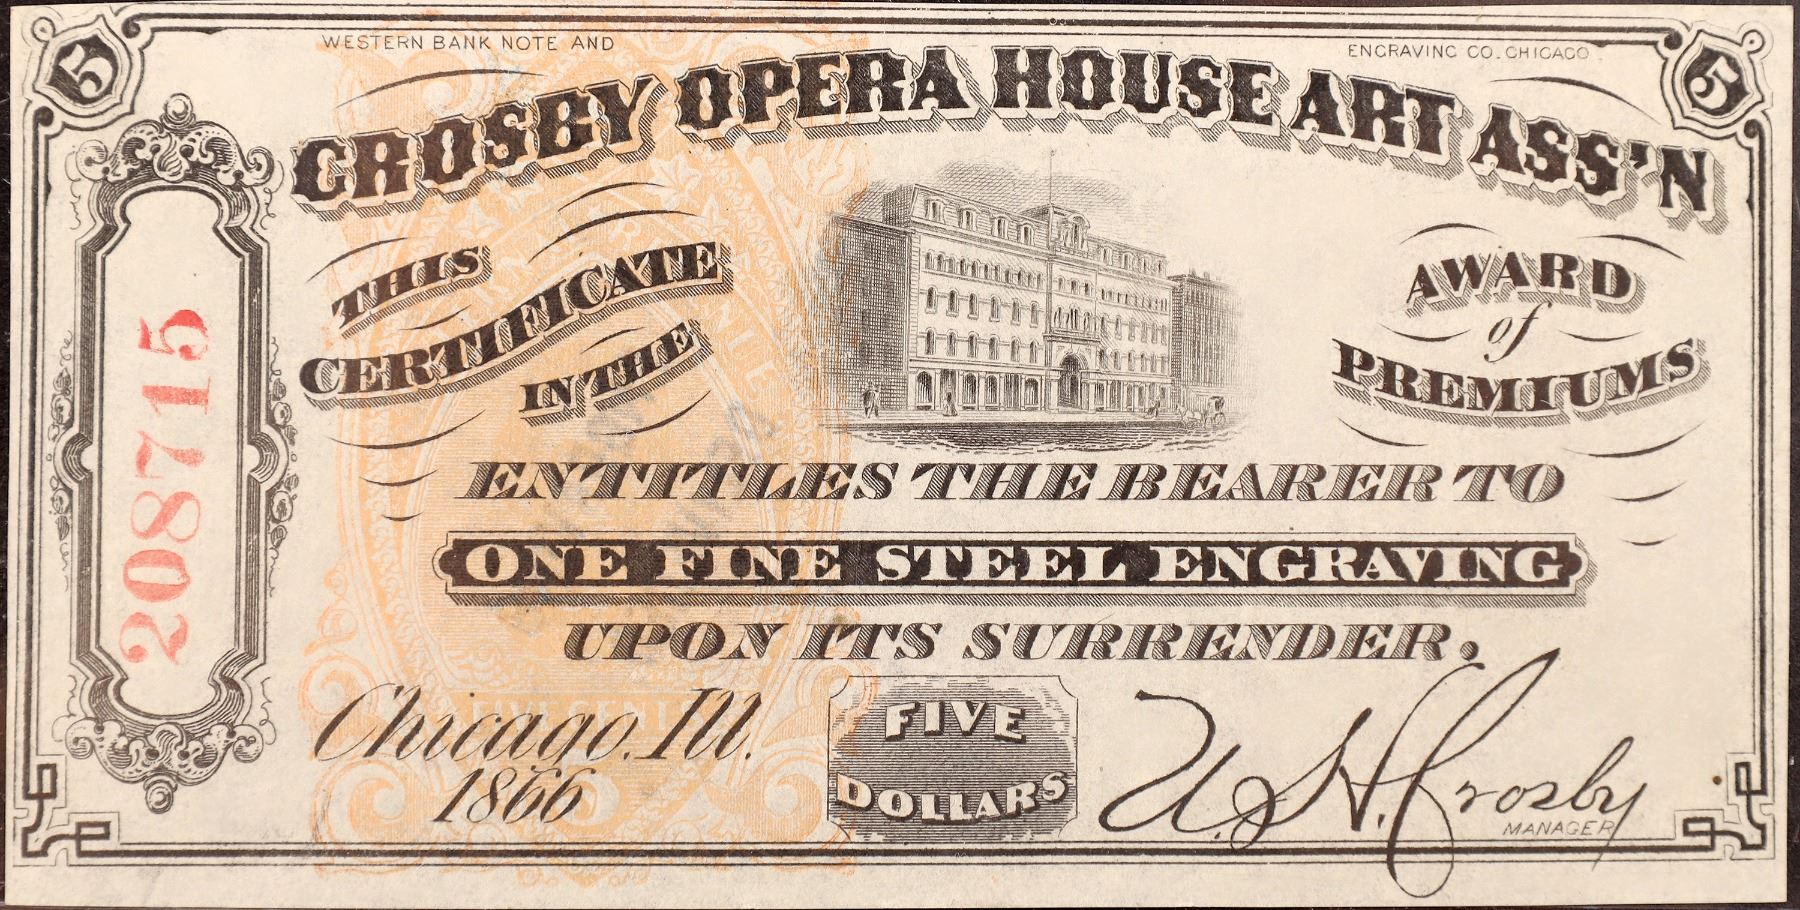 WESTERN BANK NOTE AND ENGRAVING CO. CHICAGO
5
5
CROSBY OPERA HOUSE ART ASS'N
THIS
CERTIFICATE
IN THE
AWARD
of
PREMIUMS
208715
ENTITLES THE BEARER TO
ONE FINE STEEL ENGRAVING
UPON ITS SURRENDER.
Chicago, Ill.
1866
FIVE CENTS
FIVE
DOLLARS
U. H. Crosby
MANAGER